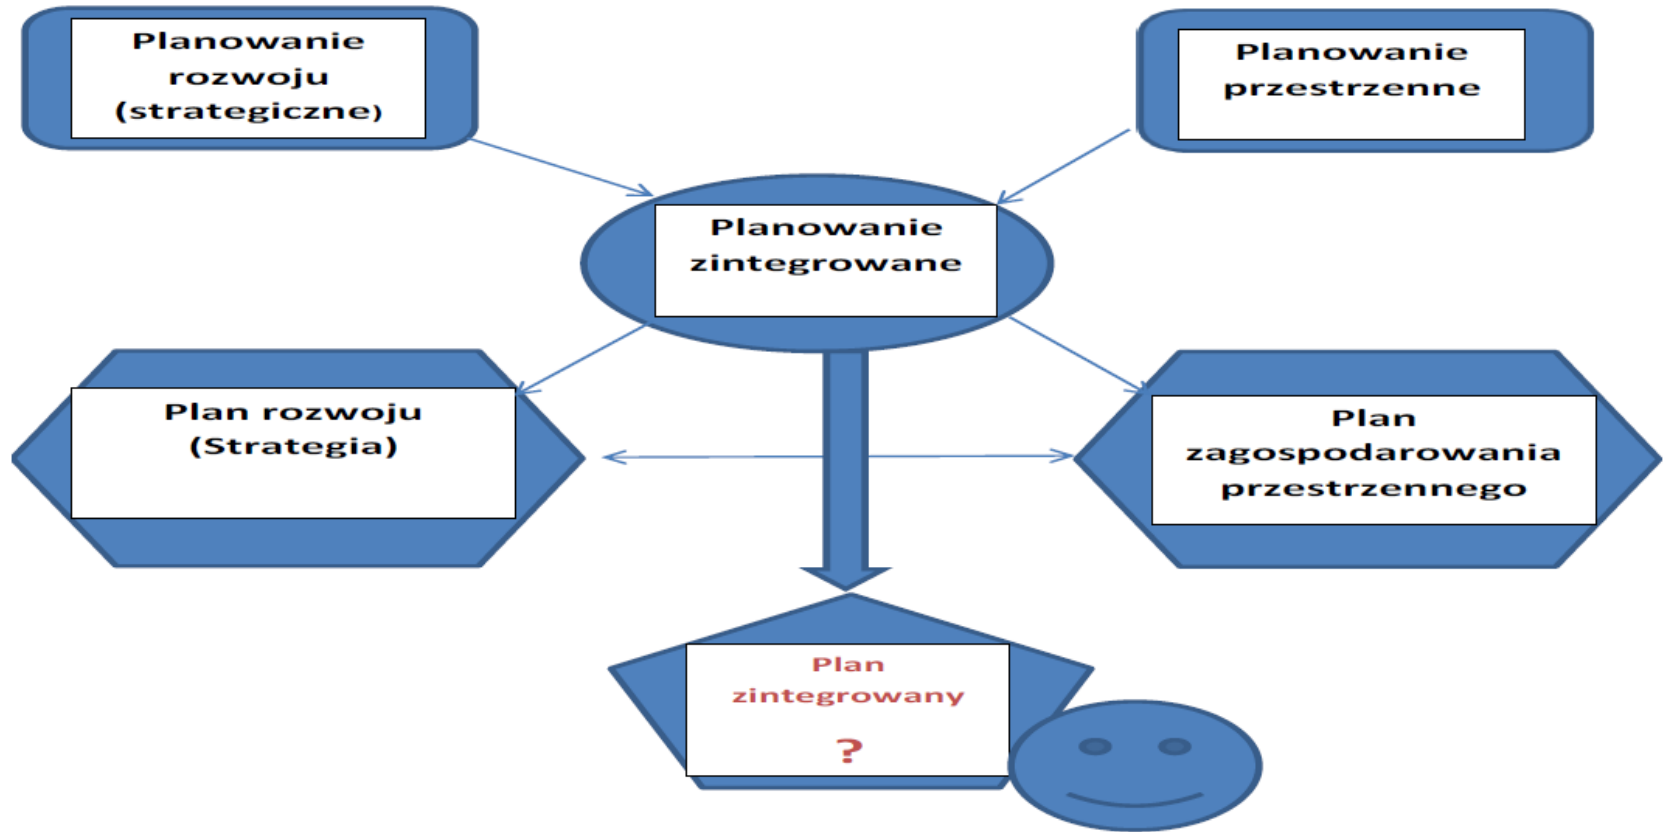 Planowanie
rozwoju
(strategiczne)
Planowanie
przestrzenne
Planowanie
zintegrowane
Plan rozwoju
(Strategia)
Plan
zagospodarowania
przestrzennego
Plan
zintegrowany
?